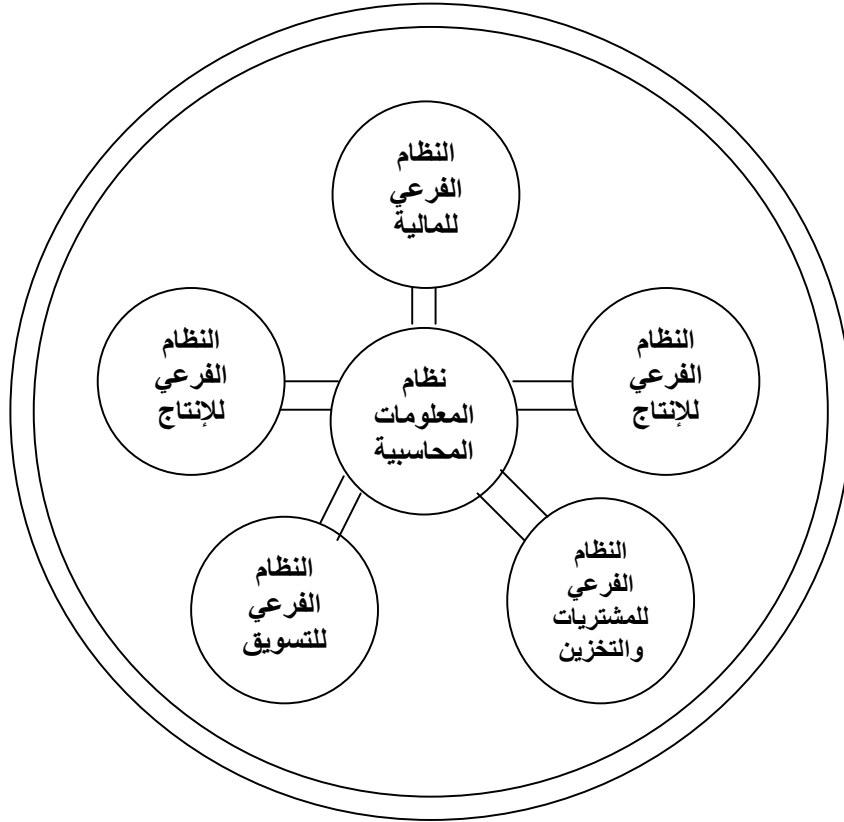 النظام
الفرعي
للمالية
النظام
الفرعي
للإنتاج
نظام
المعلومات
المحاسبية
النظام
الفرعي
للإنتاج
النظام
الفرعي
للمشتريات
والتخزين
النظام
الفرعي
للتسويق